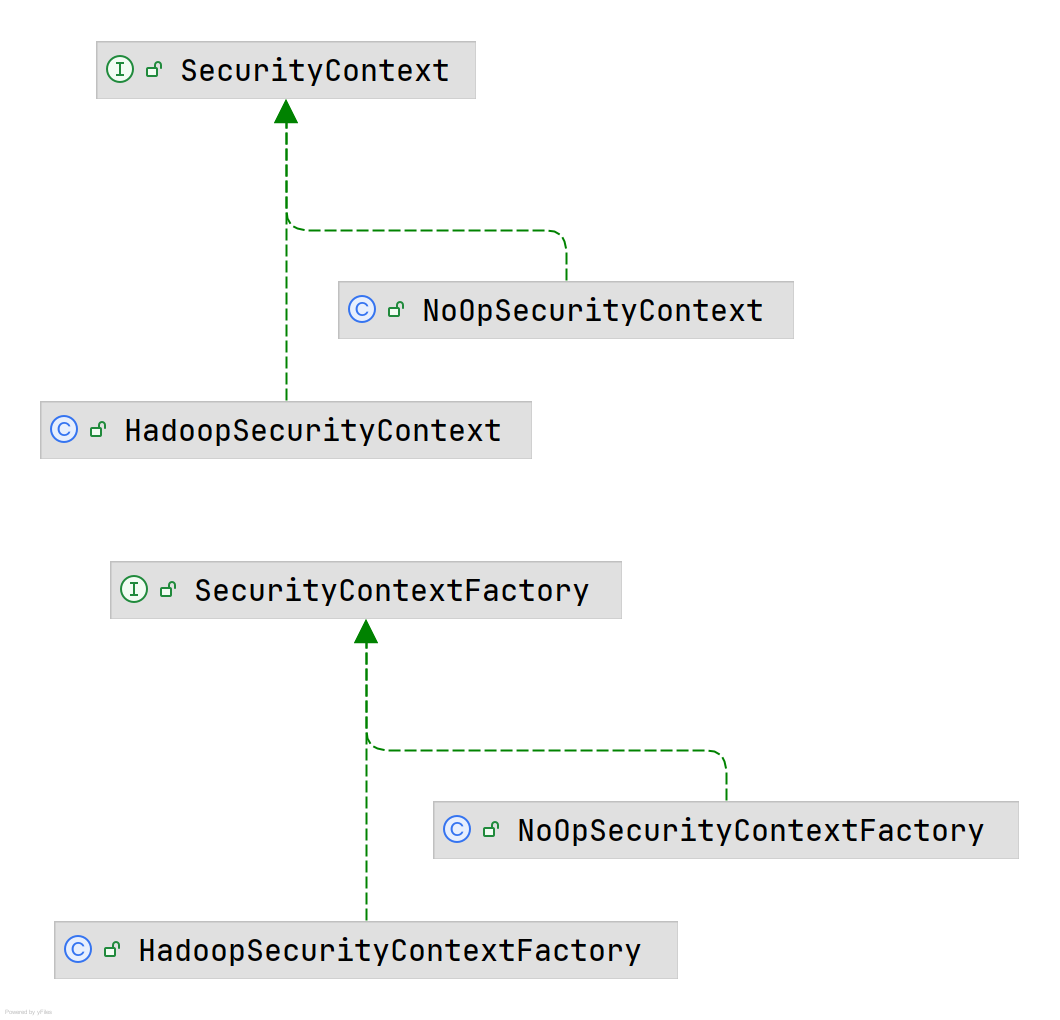 I SecurityContext
C NoOpSecurityContext
C HadoopSecurityContext
I SecurityContextFactory
C NoOpSecurityContextFactory
C HadoopSecurityContextFactory
Powered by yFiles